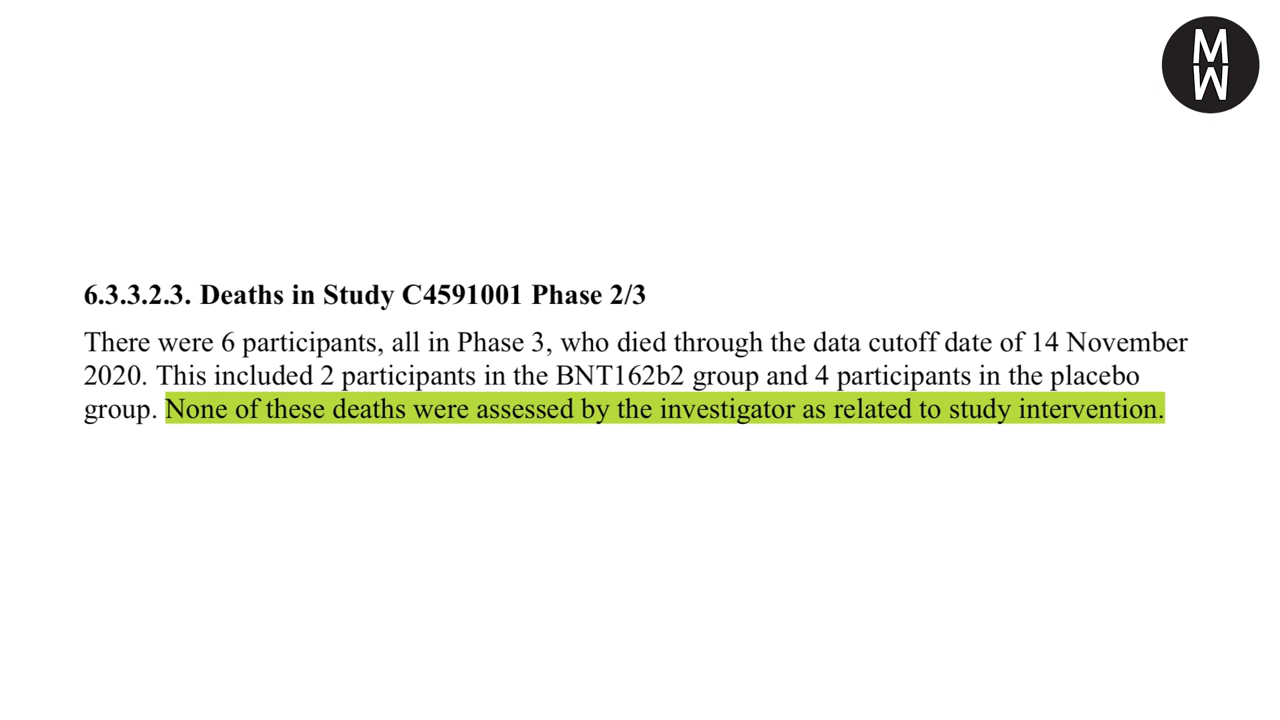 M
W
6.3.3.2.3. Deaths in Study C4591001 Phase 2/3
There were 6 participants, all in Phase 3, who died through the data cutoff date of 14 November
2020. This included 2 participants in the BNT162b2 group and 4 participants in the placebo
group. None of these deaths were assessed by the investigator as related to study intervention.